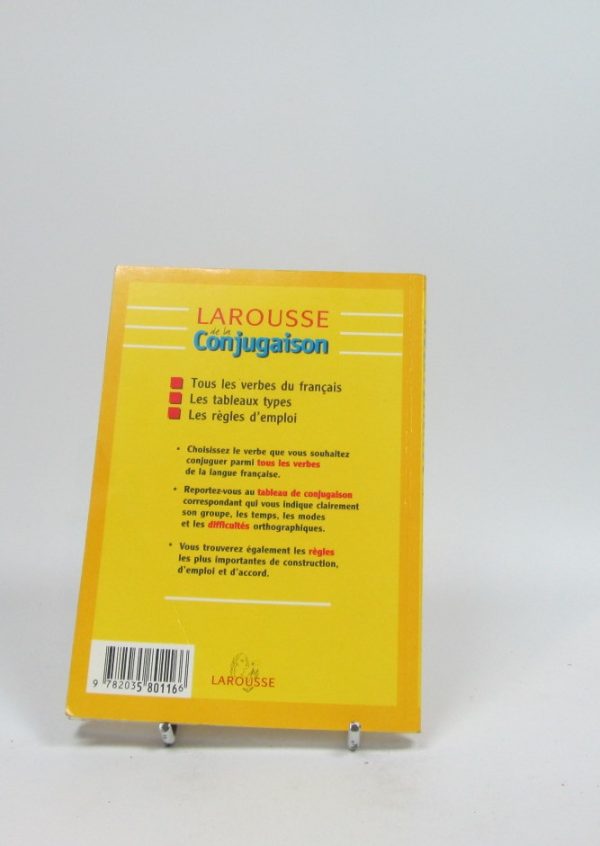 LAROUSSE
de la
Conjugaison
Tous les verbes du français
Les tableaux types
Les règles d'emploi
• Choisissez le verbe que vous souhaitez
conjuguer parmi tous les verbes
de la langue française.
• Reportez-vous au tableau de conjugaison
correspondant qui vous indique clairement
son groupe, les temps, les modes
et les difficultés orthographiques.
• Vous trouverez également les règles
les plus importantes de construction,
d'emploi et d'accord.
9 782035 801166
LAROUSSE